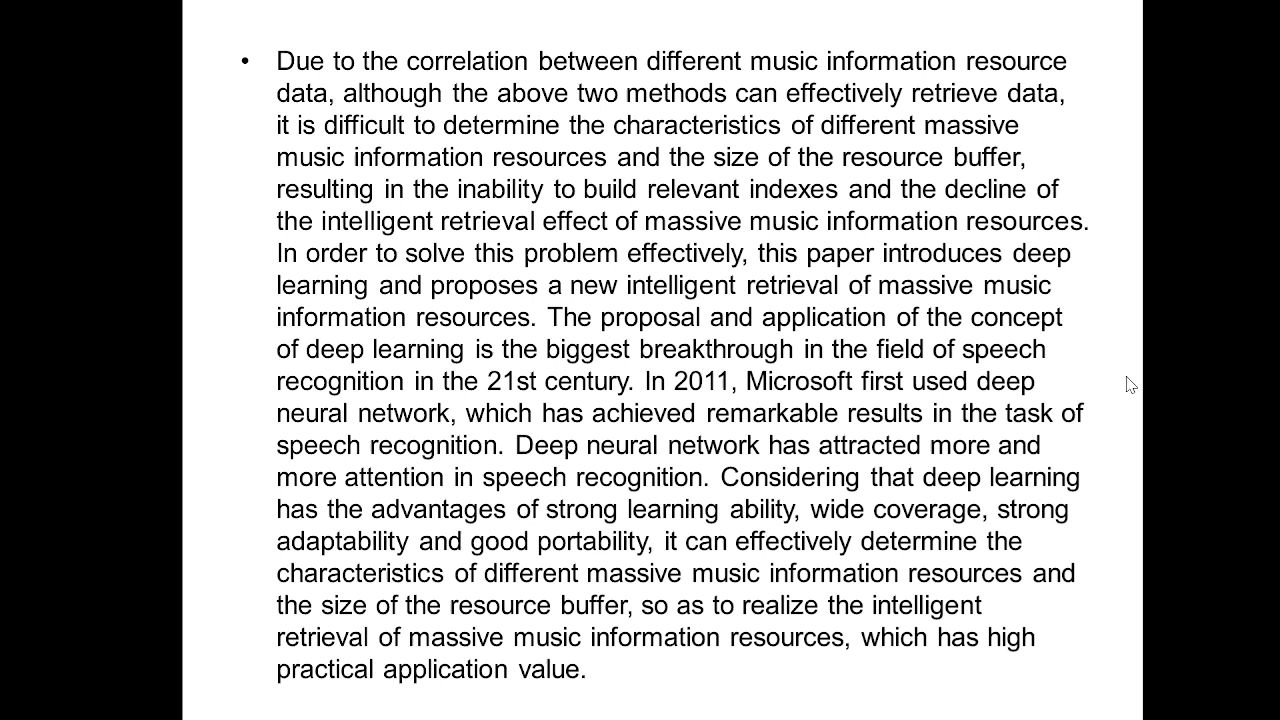 • Due to the correlation between different music information resource
data, although the above two methods can effectively retrieve data,
it is difficult to determine the characteristics of different massive
music information resources and the size of the resource buffer,
resulting in the inability to build relevant indexes and the decline of
the intelligent retrieval effect of massive music information resources.
In order to solve this problem effectively, this paper introduces deep
learning and proposes a new intelligent retrieval of massive music
information resources. The proposal and application of the concept
of deep learning is the biggest breakthrough in the field of speech
recognition in the 21st century. In 2011, Microsoft first used deep
neural network, which has achieved remarkable results in the task of
speech recognition. Deep neural network has attracted more and
more attention in speech recognition. Considering that deep learning
has the advantages of strong learning ability, wide coverage, strong
adaptability and good portability, it can effectively determine the
characteristics of different massive music information resources and
the size of the resource buffer, so as to realize the intelligent
retrieval of massive music information resources, which has high
practical application value.